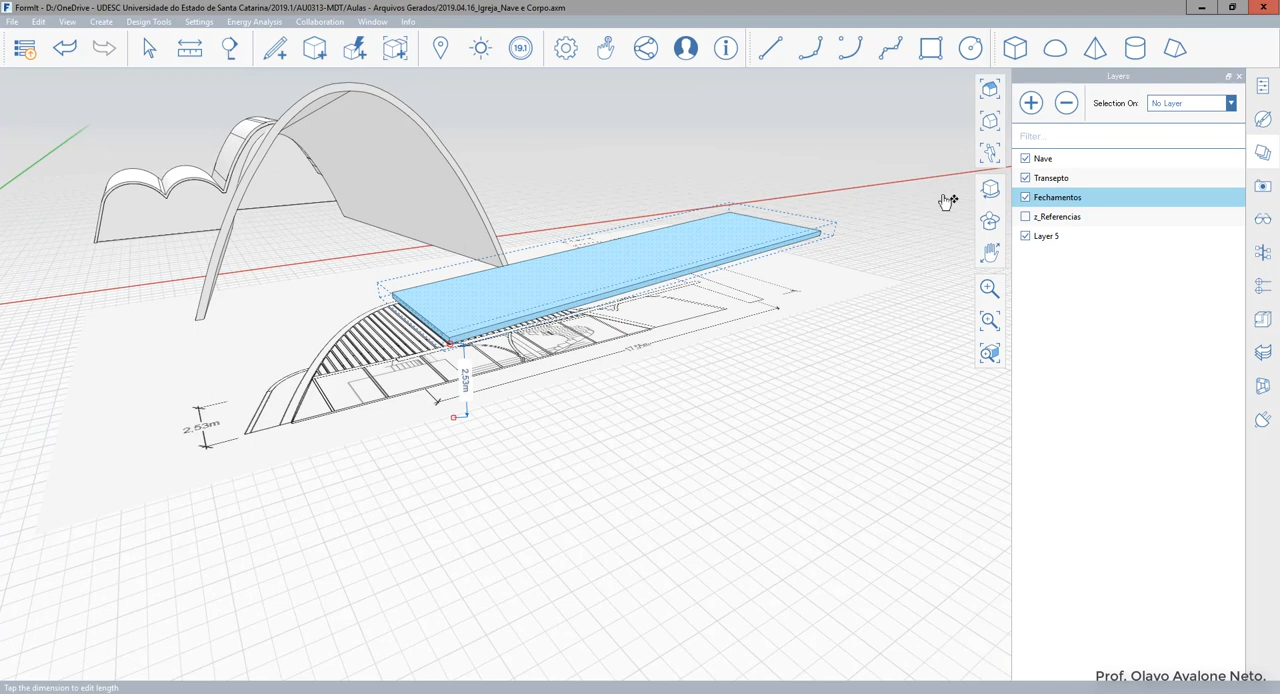 FormIt - D:/OneDrive - UDESC Universidade do Estado de Santa Catarina/2019.1/AU0313-MDT/Aulas - Arquivos Gerados/2019.04.16_Igreja_Nave e Corpo.axm
File Edit View Create Design Tools Settings Energy Analysis Collaboration Window Info
19.1
Layers
Selection On: No Layer
Filter...
Nave
Transepto
Fechamentos
z_Referencias
Layer 5
2.53m
2.53m
Tap the dimension to edit length
Prof. Olavo Avalone Neto.